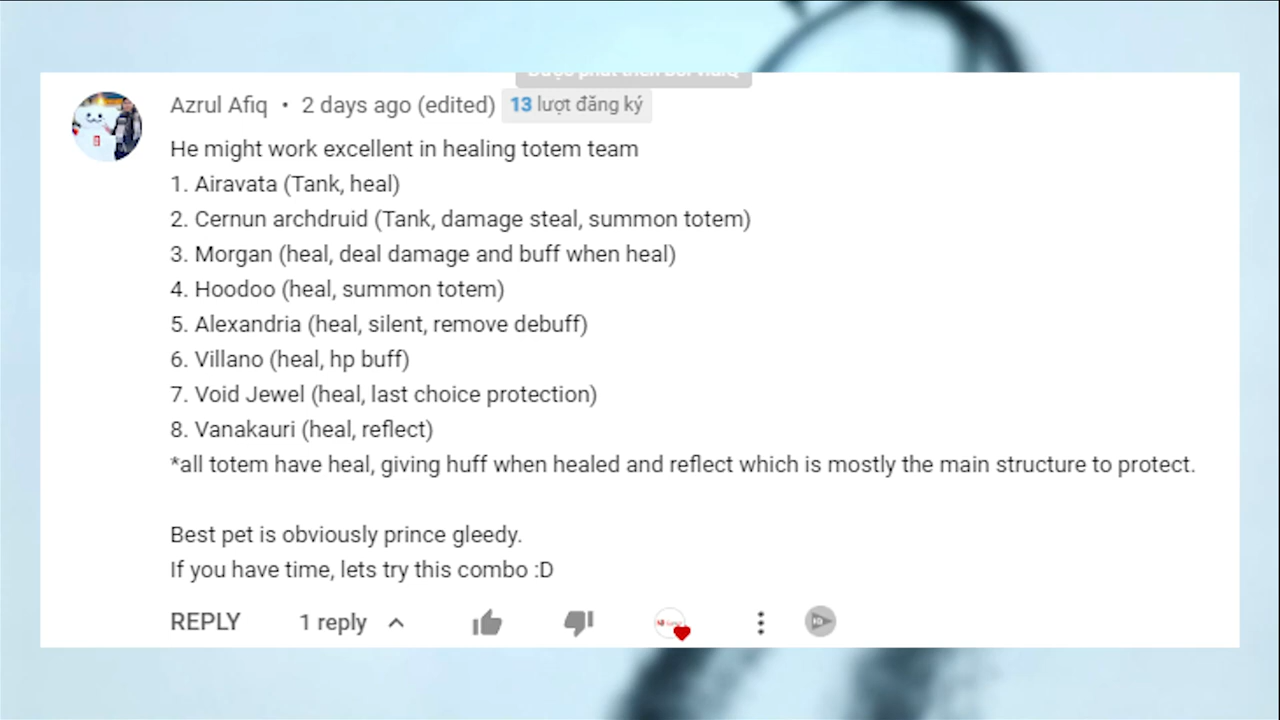 Azrul Afiq • 2 days ago (edited) 13 lượt đăng ký
He might work excellent in healing totem team
1. Airavata (Tank, heal)
2. Cernun archdruid (Tank, damage steal, summon totem)
3. Morgan (heal, deal damage and buff when heal)
4. Hoodoo (heal, summon totem)
5. Alexandria (heal, silent, remove debuff)
6. Villano (heal, hp buff)
7. Void Jewel (heal, last choice protection)
8. Vanakauri (heal, reflect)
*all totem have heal, giving huff when healed and reflect which is mostly the main structure to protect.
Best pet is obviously prince gleedy.
If you have time, lets try this combo :D
REPLY 1 reply